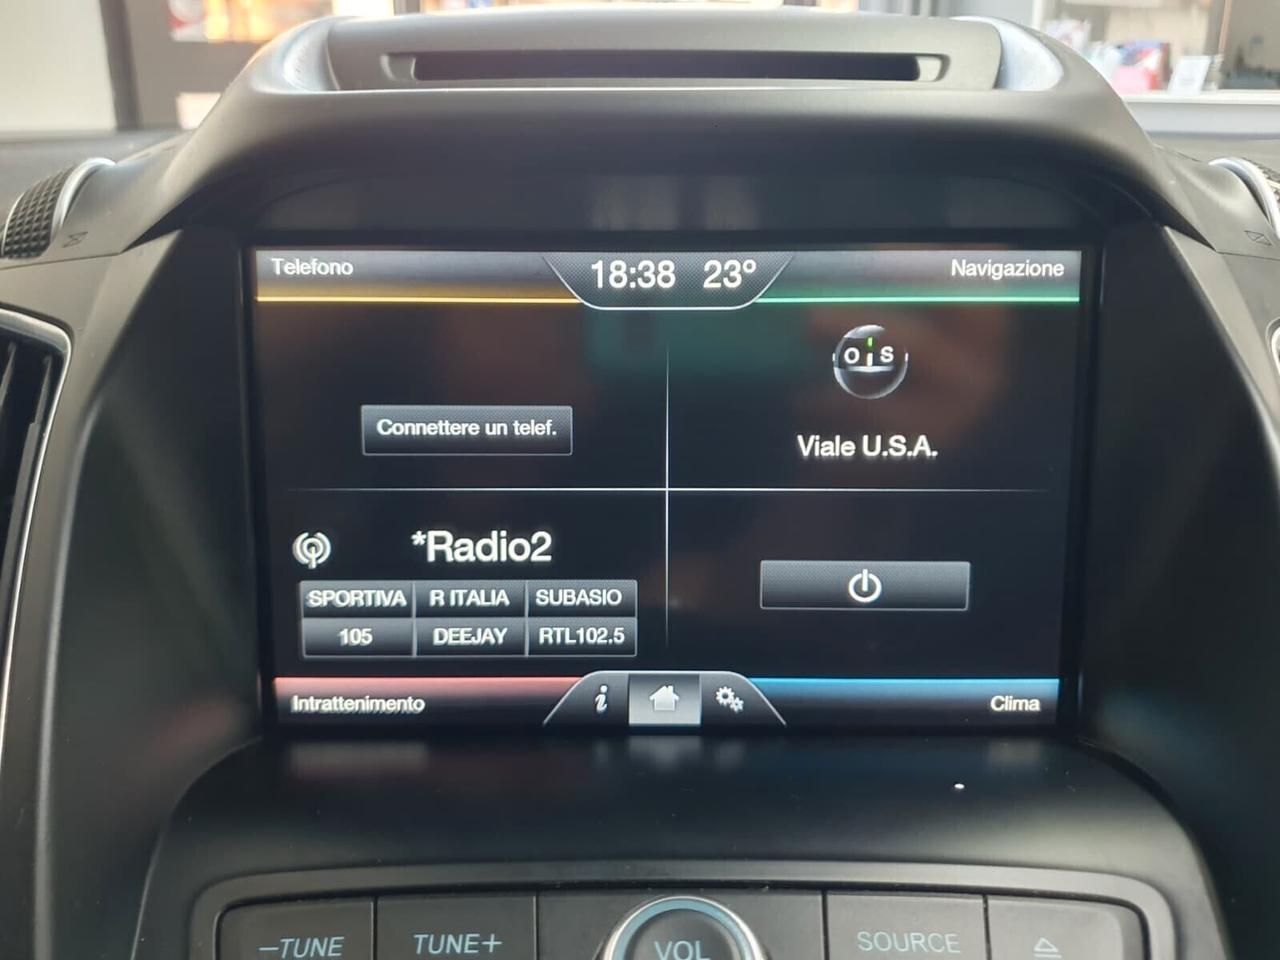 Telefono
18:38 23º
Navigazione
O S
Connettere un telef.
Viale U.S.A.
*Radio2
SPORTIVA R ITALIA SUBASIO
105 DEEJAY RTL102.5
Intrattenimento
i
Clima
–TUNE TUNE+ VOL SOURCE